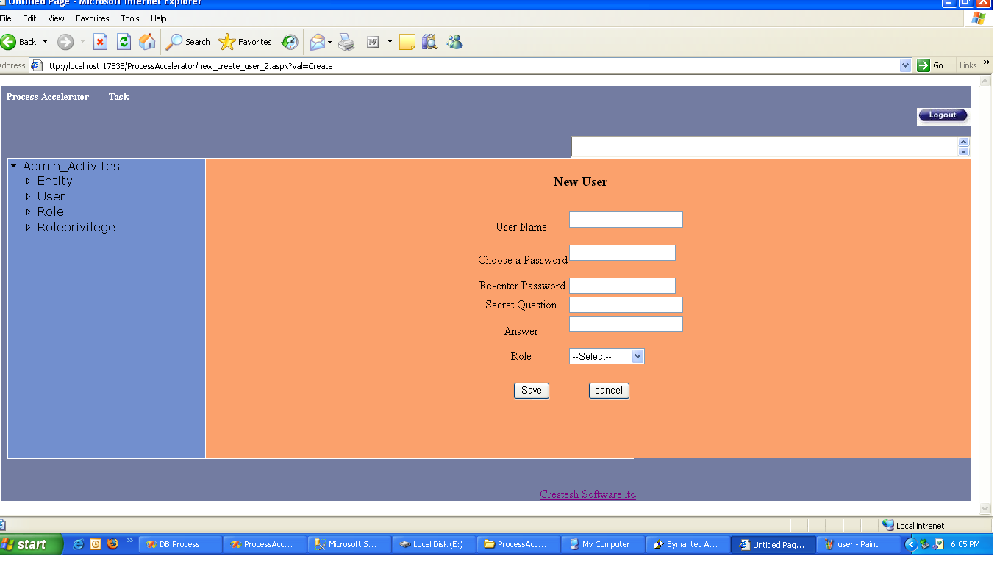 Untitled Page - Microsoft Internet Explorer
File Edit View Favorites Tools Help
Back Search Favorites
Address http://localhost:17538/ProcessAccelerator/new_create_user_2.aspx?val=Create Go Links »
Process Accelerator | Task
Logout
Admin_Activites
Entity
User
Role
Roleprivilege
New User
User Name
Choose a Password
Re-enter Password
Secret Question
Answer
Role --Select--
Save cancel
Crestesh Software ltd
Local intranet
start » DB.Process... ProcessAcc... Microsoft S... Local Disk (E:) ProcessAcc... My Computer Symantec A... Untitled Pag... user - Paint 6:05 PM